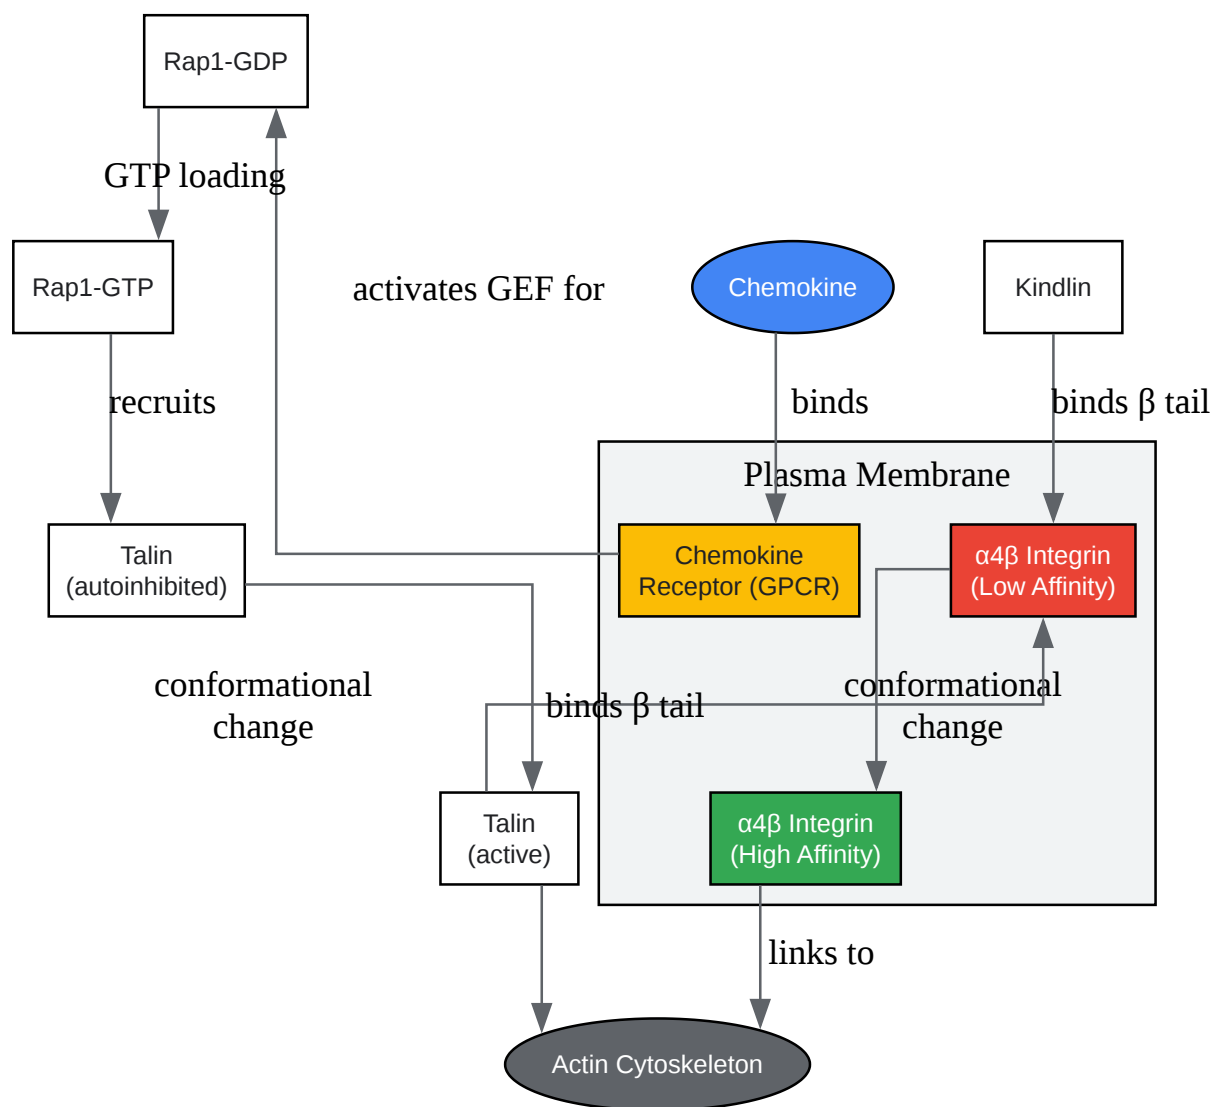 Rap1-GDP
GTP loading
Rap1-GTP
activates GEF for
Chemokine
Kindlin
recruits
binds
binds β tail
Plasma Membrane
Talin
(autoinhibited)
Chemokine
Receptor (GPCR)
α4β Integrin
(Low Affinity)
conformational
change
binds β tail
conformational
change
Talin
(active)
α4β Integrin
(High Affinity)
links to
Actin Cytoskeleton